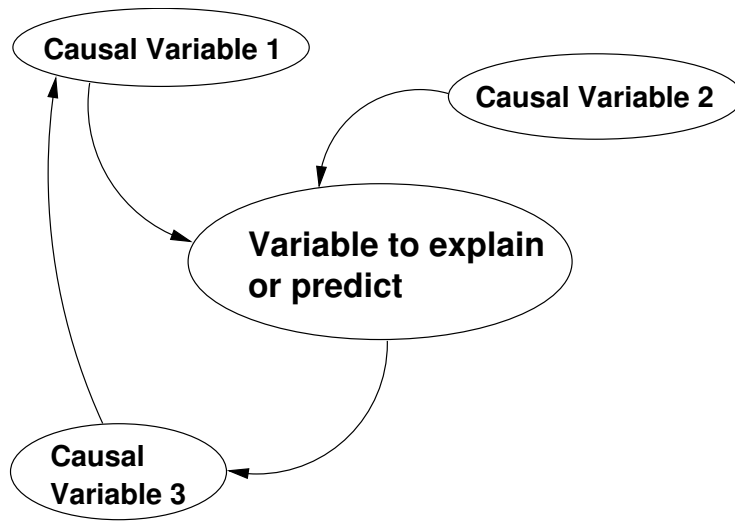 Causal Variable 1
Causal Variable 2
Variable to explain
or predict
Causal
Variable 3